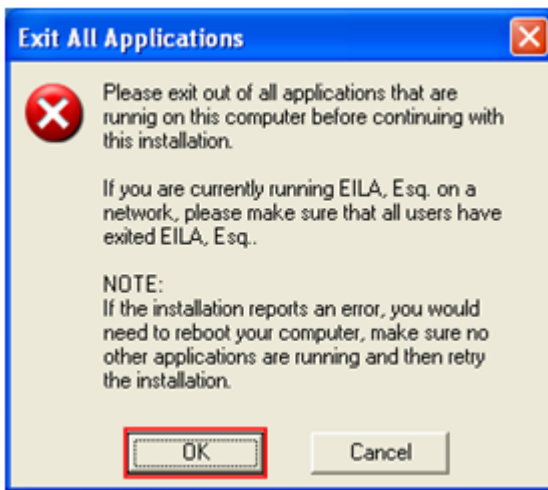 Exit All Applications
Please exit out of all applications that are
runnig on this computer before continuing with
this installation.
If you are currently running EILA, Esq. on a
network, please make sure that all users have
exited EILA, Esq..
NOTE:
If the installation reports an error, you would
need to reboot your computer, make sure no
other applications are running and then retry
the installation.
OK
Cancel